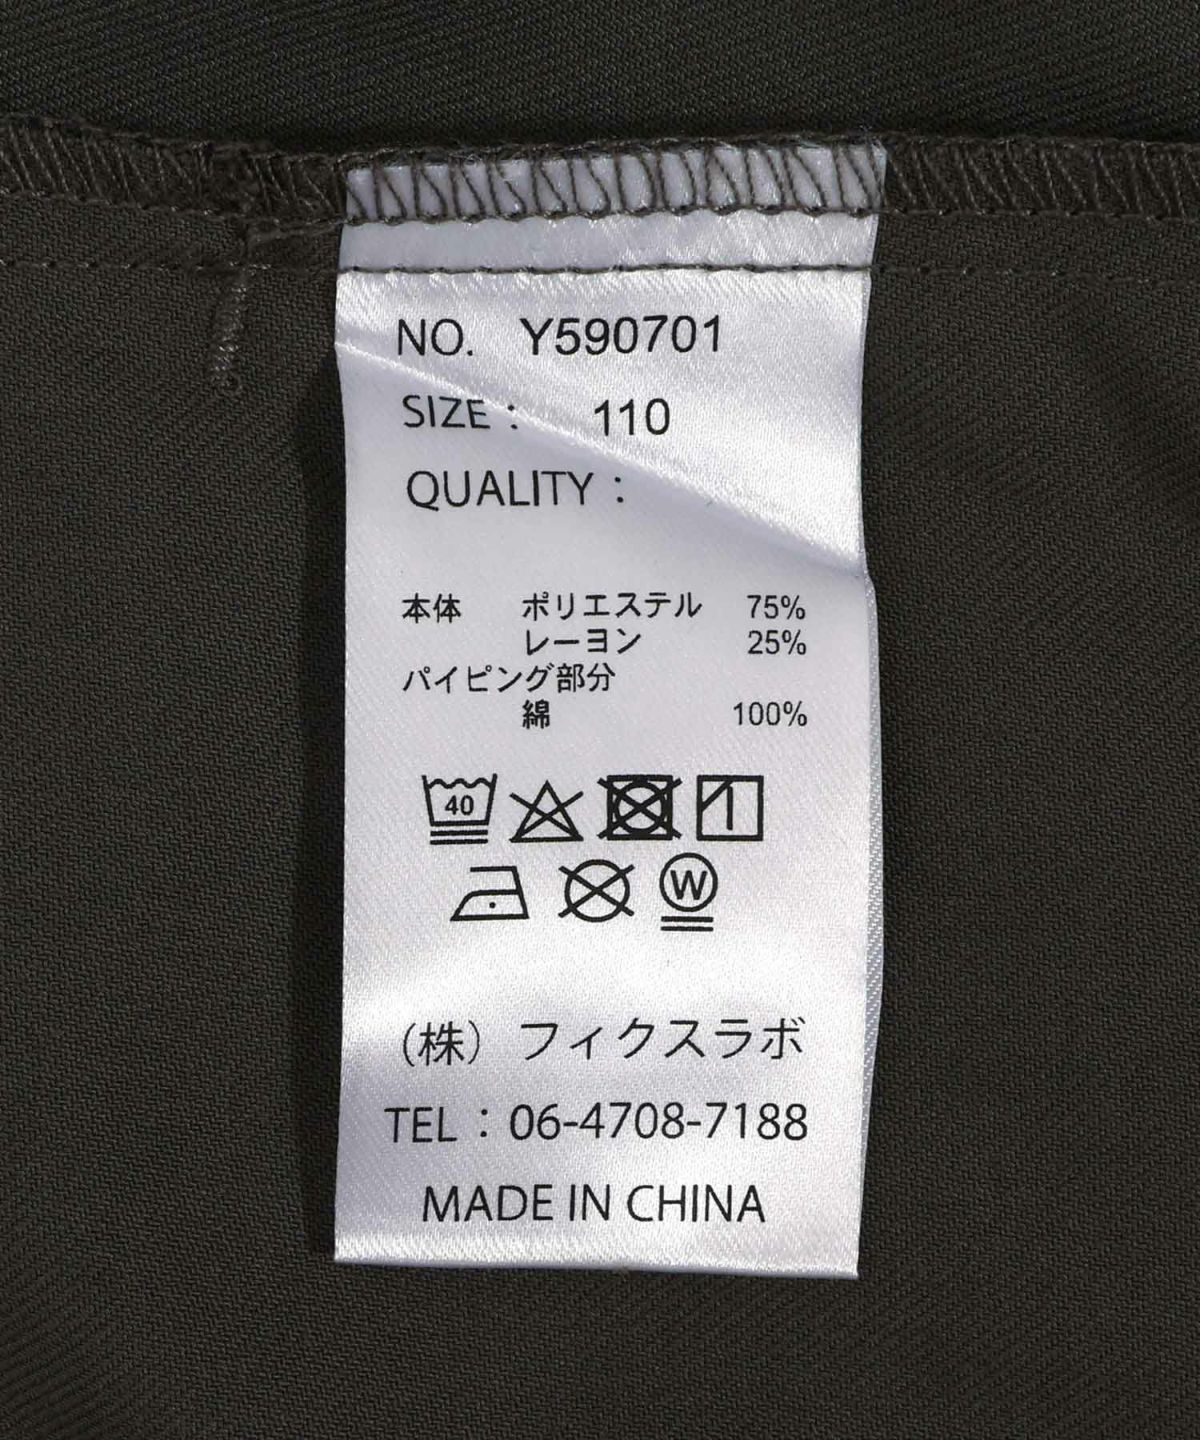 NO. Y590701
SIZE : 110
QUALITY :
本体 ポリエステル 75%
レーヨン 25%
パイピング部分
綿 100%
40
W
(株) フィクスラボ
TEL : 06-4708-7188
MADE IN CHINA